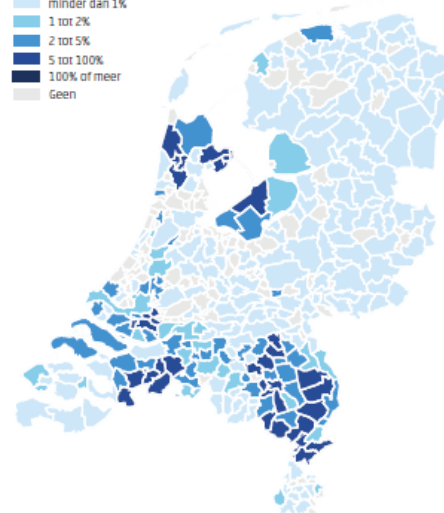 minder dan 1%
1 tot 2%
2 tot 5%
5 tot 100%
100% of meer
Geen